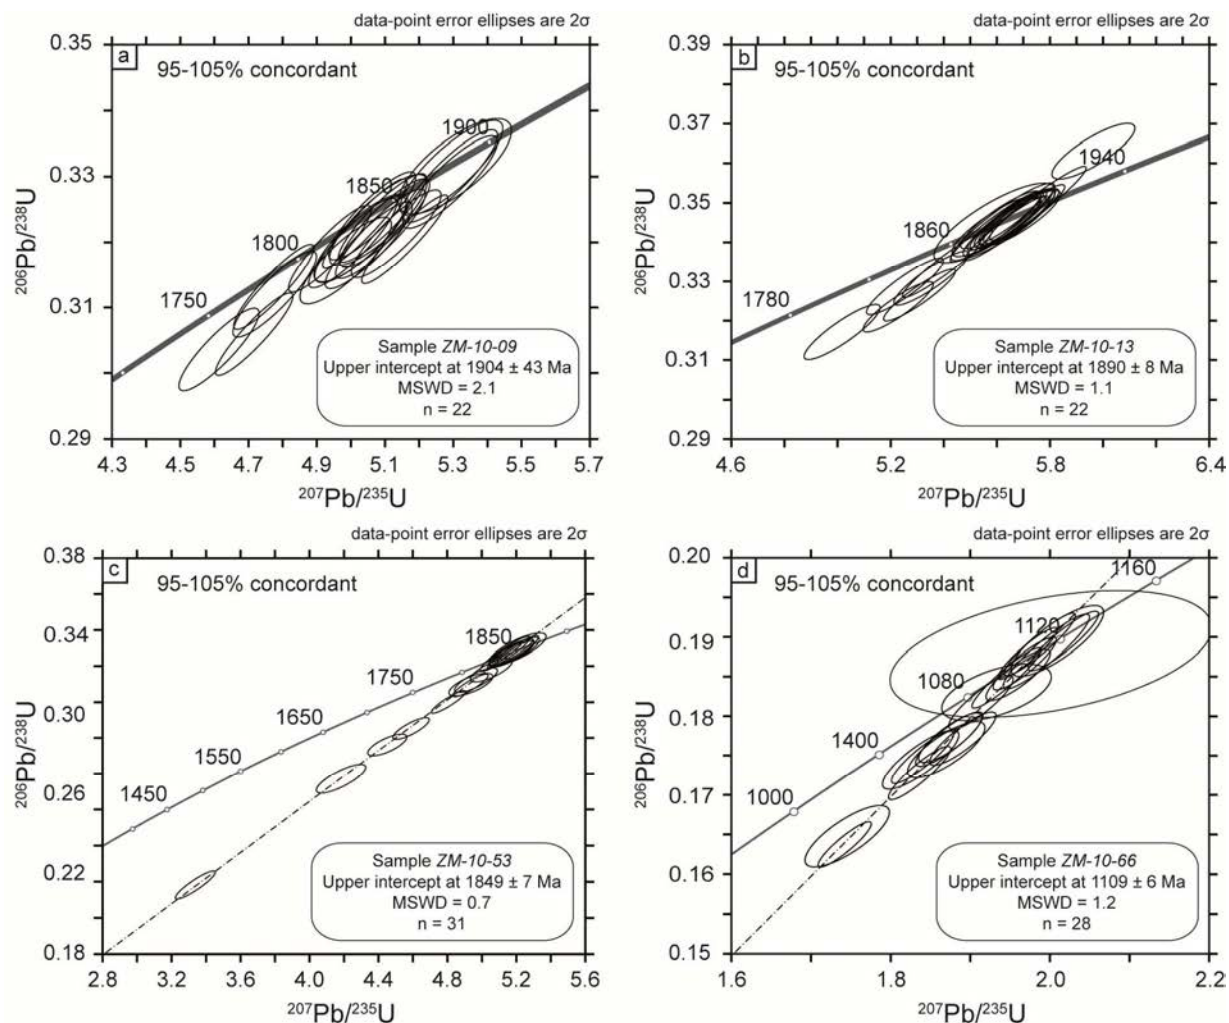 data-point error ellipses are 2σ
a
95-105% concordant
0.35
0.33
0.31
0.29
206Pb/238U
1900
1850
1800
1750
Sample ZM-10-09
Upper intercept at 1904 ± 43 Ma
MSWD = 2.1
n = 22
4.3 4.5 4.7 4.9 5.1 5.3 5.5 5.7
207Pb/235U
data-point error ellipses are 2σ
b
95-105% concordant
0.39
0.37
0.35
0.33
0.31
0.29
206Pb/238U
1940
1860
1780
Sample ZM-10-13
Upper intercept at 1890 ± 8 Ma
MSWD = 1.1
n = 22
4.6 5.2 5.8 6.4
207Pb/235U
data-point error ellipses are 2σ
c
95-105% concordant
0.38
0.34
0.30
0.26
0.22
0.18
206Pb/238U
1850
1750
1650
1550
1450
Sample ZM-10-53
Upper intercept at 1849 ± 7 Ma
MSWD = 0.7
n = 31
2.8 3.2 3.6 4.0 4.4 4.8 5.2 5.6
207Pb/235U
data-point error ellipses are 2σ
d
95-105% concordant
0.20
0.19
0.18
0.17
0.16
0.15
206Pb/238U
1160
1120
1080
1400
1000
Sample ZM-10-66
Upper intercept at 1109 ± 6 Ma
MSWD = 1.2
n = 28
1.6 1.8 2.0 2.2
207Pb/235U